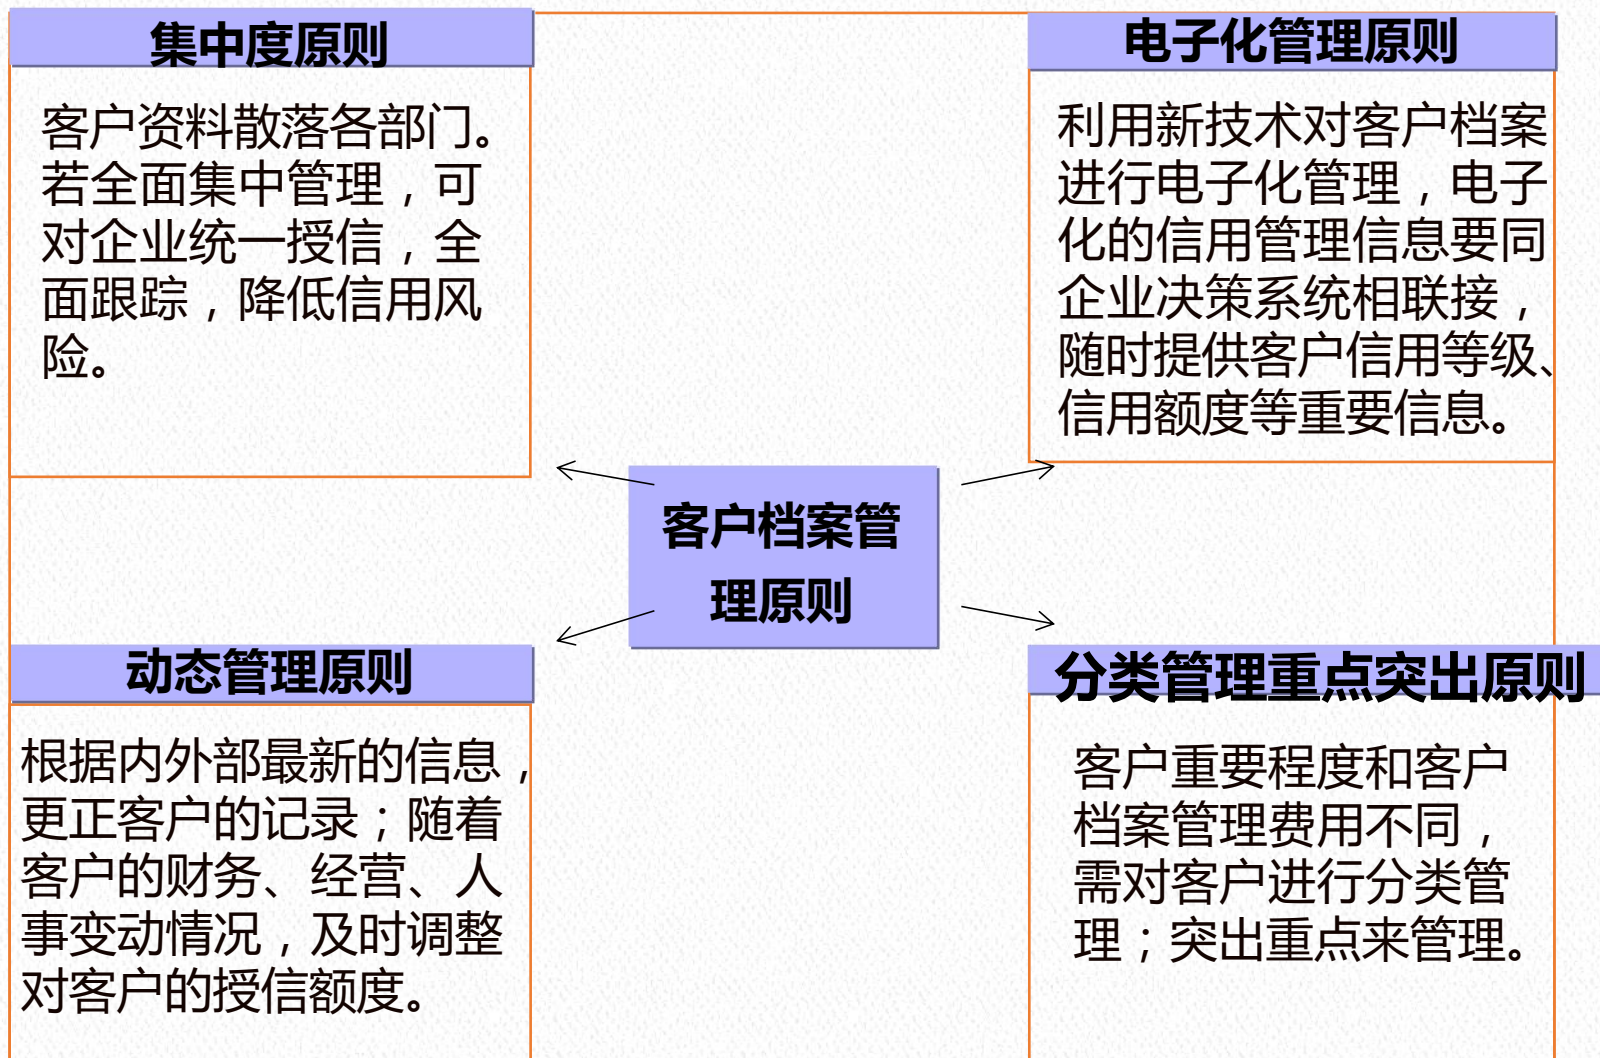 集中度原则
客户资料散落各部门。
若全面集中管理，可
对企业统一授信，全
面跟踪，降低信用风
险。
电子化管理原则
利用新技术对客户档案
进行电子化管理，电子
化的信用管理信息要同
企业决策系统相联接，
随时提供客户信用等级、
信用额度等重要信息。
客户档案管
理原则
动态管理原则
根据内外部最新的信息，
更正客户的记录；随着
客户的财务、经营、人
事变动情况，及时调整
对客户的授信额度。
分类管理重点突出原则
客户重要程度和客户
档案管理费用不同，
需对客户进行分类管
理；突出重点来管理。